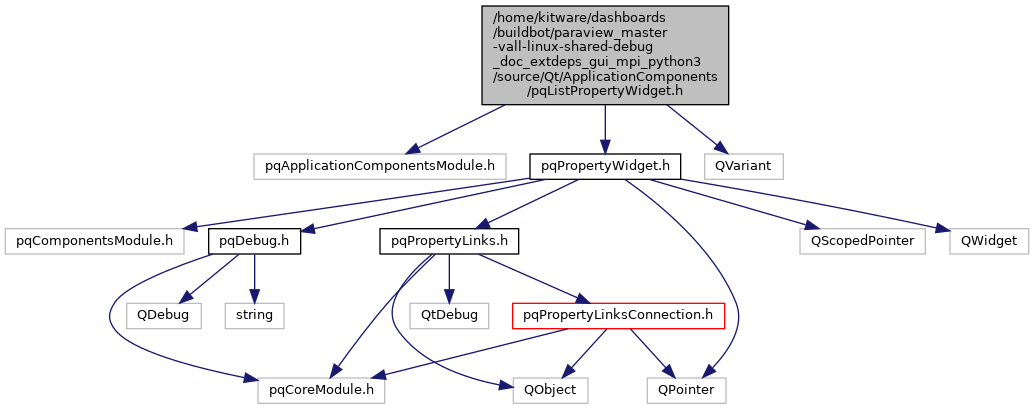 /home/kitware/dashboards
/buildbot/paraview_master
-vall-linux-shared-debug
_doc_extdeps_gui_mpi_python3
/source/Qt/ApplicationComponents
/pqListPropertyWidget.h
pqApplicationComponentsModule.h
pqPropertyWidget.h
QVariant
pqComponentsModule.h
pqDebug.h
pqPropertyLinks.h
QScopedPointer
QWidget
QDebug
string
QtDebug
pqPropertyLinksConnection.h
pqCoreModule.h
QObject
QPointer